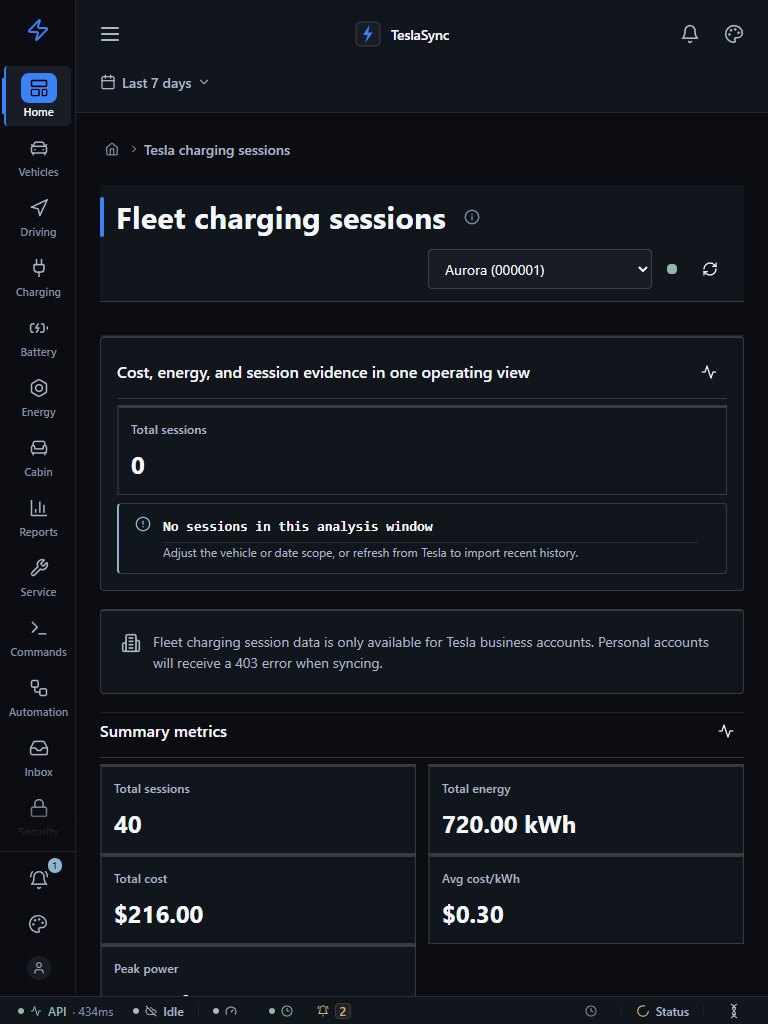 TeslaSync
Last 7 days
Home
Vehicles
Driving
Charging
Battery
Energy
Cabin
Reports
Service
Commands
Automation
Inbox
Security
1
Tesla charging sessions
Fleet charging sessions
Aurora (000001)
Cost, energy, and session evidence in one operating view
Total sessions
0
No sessions in this analysis window
Adjust the vehicle or date scope, or refresh from Tesla to import recent history.
Fleet charging session data is only available for Tesla business accounts. Personal accounts
will receive a 403 error when syncing.
Summary metrics
Total sessions
40
Total energy
720.00 kWh
Total cost
$216.00
Avg cost/kWh
$0.30
Peak power
API · 434ms
Idle
2
Status